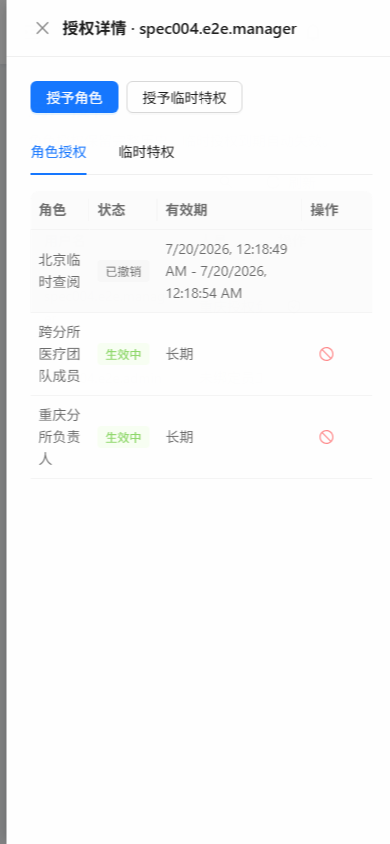 授权详情 · spec004.e2e.manager
授予角色 授予临时特权
角色授权 临时特权
角色 状态 有效期 操作
北京临
时查阅
已撤销
7/20/2026, 12:18:49
AM - 7/20/2026,
12:18:54 AM
跨分所
医疗团
队成员
生效中
长期
重庆分
所负责
人
生效中
长期